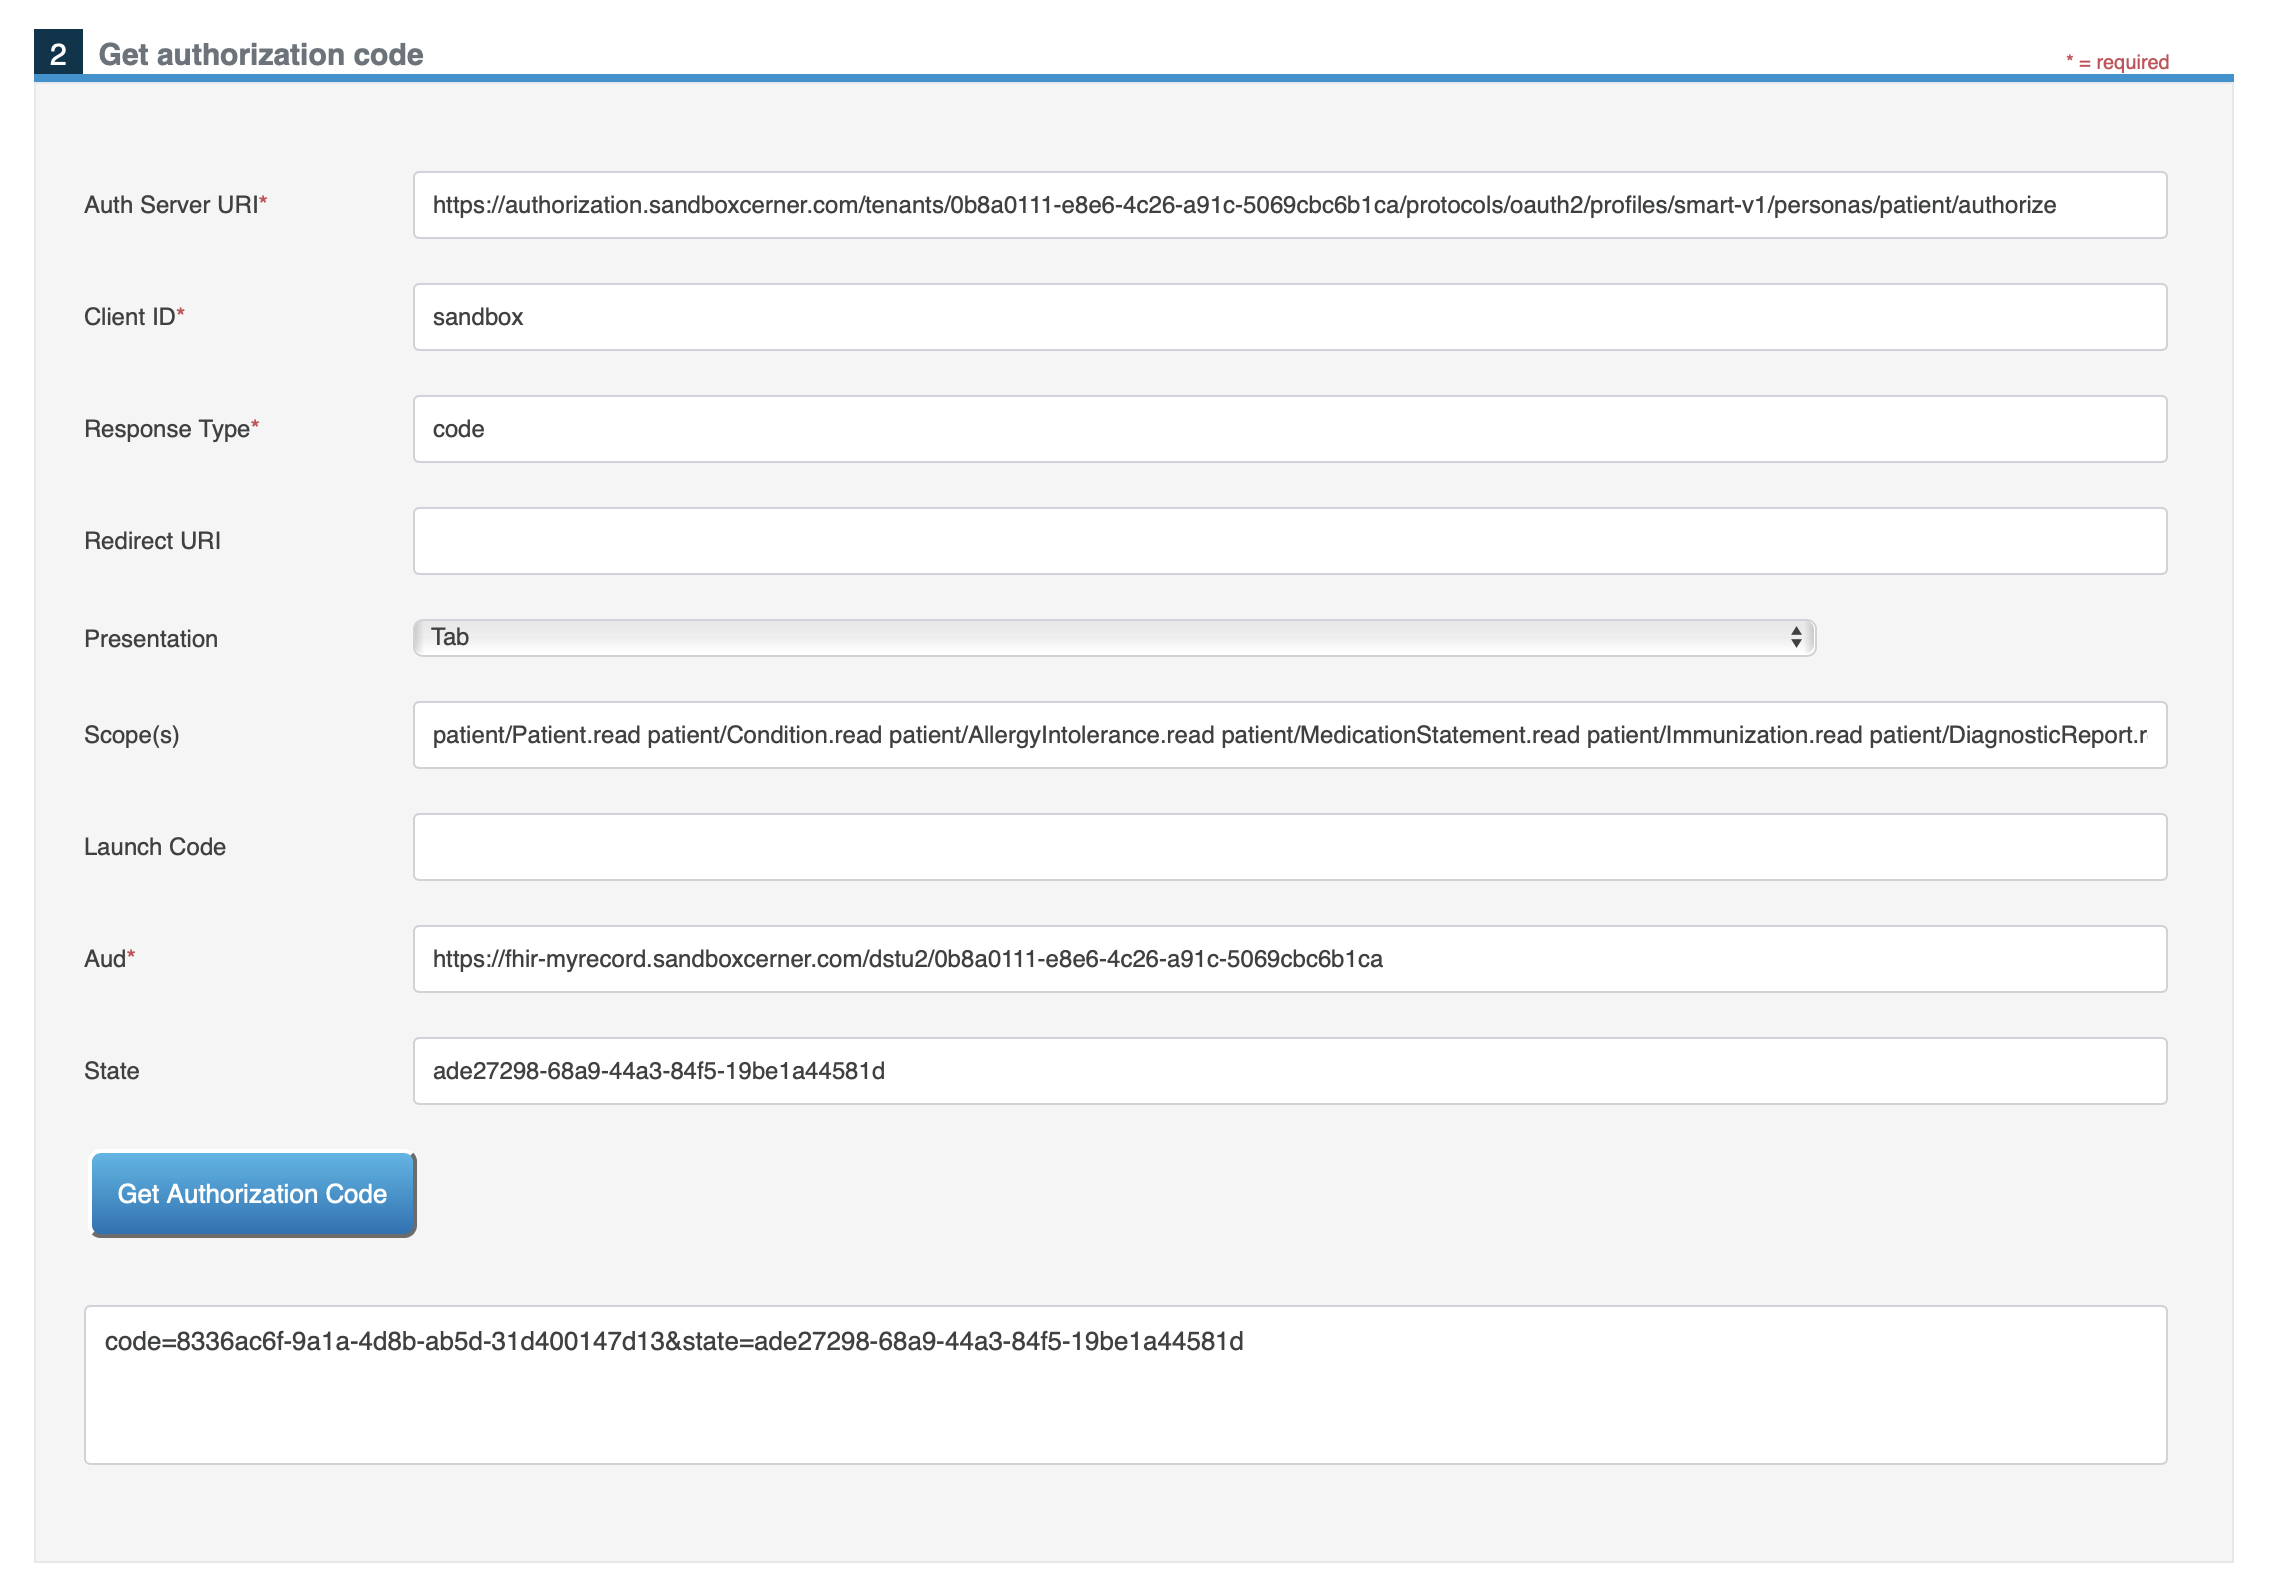 2 Get authorization code
* = required
Auth Server URI* https://authorization.sandboxcerner.com/tenants/0b8a0111-e8e6-4c26-a91c-5069cbc6b1ca/protocols/oauth2/profiles/smart-v1/personas/patient/authorize
Client ID* sandbox
Response Type* code
Redirect URI
Presentation Tab
Scope(s) patient/Patient.read patient/Condition.read patient/AllergyIntolerance.read patient/MedicationStatement.read patient/Immunization.read patient/DiagnosticReport.r
Launch Code
Aud* https://fhir-myrecord.sandboxcerner.com/dstu2/0b8a0111-e8e6-4c26-a91c-5069cbc6b1ca
State ade27298-68a9-44a3-84f5-19be1a44581d
Get Authorization Code
code=8336ac6f-9a1a-4d8b-ab5d-31d400147d13&state=ade27298-68a9-44a3-84f5-19be1a44581d